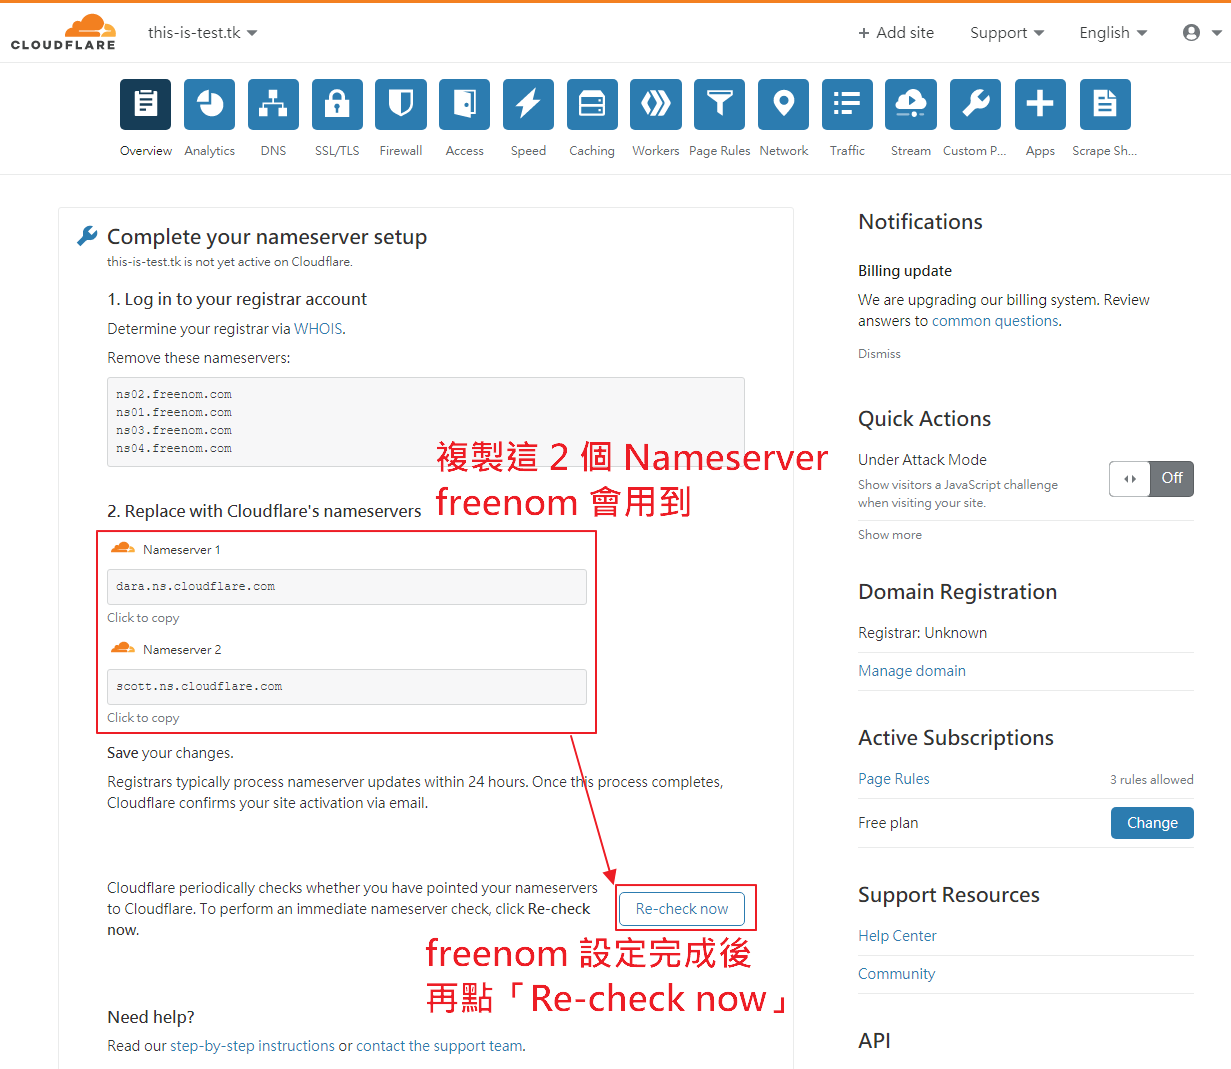 CLOUDFLARE
this-is-test.tk
+ Add site
Support
English
Overview
Analytics
DNS
SSL/TLS
Firewall
Access
Speed
Caching
Workers
Page Rules
Network
Traffic
Stream
Custom P...
Apps
Scrape Sh...
Complete your nameserver setup
this-is-test.tk is not yet active on Cloudflare.
1. Log in to your registrar account
Determine your registrar via WHOIS.
Remove these nameservers:
ns02.freenom.com
ns01.freenom.com
ns03.freenom.com
ns04.freenom.com
複製這 2 個 Nameserver
freenom 會用到
2. Replace with Cloudflare's nameservers
Nameserver 1
dara.ns.cloudflare.com
Click to copy
Nameserver 2
scott.ns.cloudflare.com
Click to copy
Save your changes.
Registrars typically process nameserver updates within 24 hours. Once this process completes,
Cloudflare confirms your site activation via email.
Cloudflare periodically checks whether you have pointed your nameservers
to Cloudflare. To perform an immediate nameserver check, click Re-check
now.
Re-check now
freenom 設定完成後
再點「Re-check now」
Need help?
Read our step-by-step instructions or contact the support team.
Notifications
Billing update
We are upgrading our billing system. Review
answers to common questions.
Dismiss
Quick Actions
Under Attack Mode
Show visitors a JavaScript challenge
when visiting your site.
Off
Show more
Domain Registration
Registrar: Unknown
Manage domain
Active Subscriptions
Page Rules
3 rules allowed
Free plan
Change
Support Resources
Help Center
Community
API